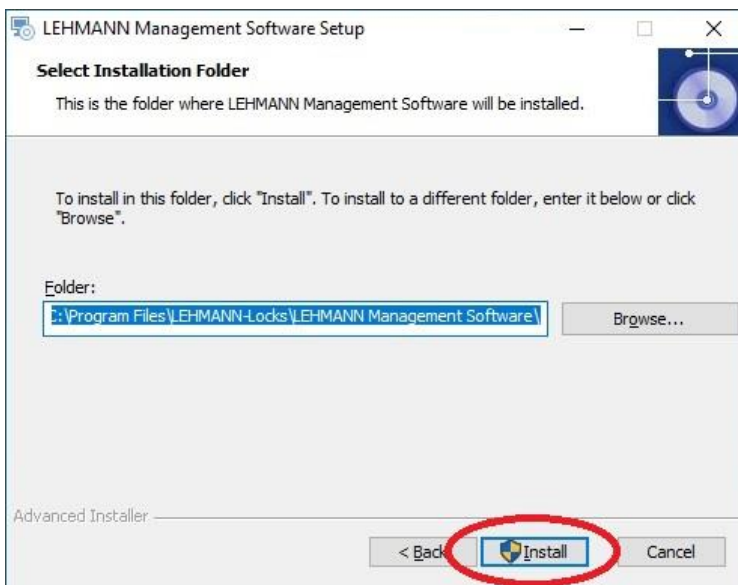 LEHMANN Management Software Setup
Select Installation Folder
This is the folder where LEHMANN Management Software will be installed.
To install in this folder, click "Install". To install to a different folder, enter it below or click
"Browse".
Folder:
C:\Program Files\LEHMANN-Locks\LEHMANN Management Software\
Browse...
Advanced Installer
< Back Install Cancel